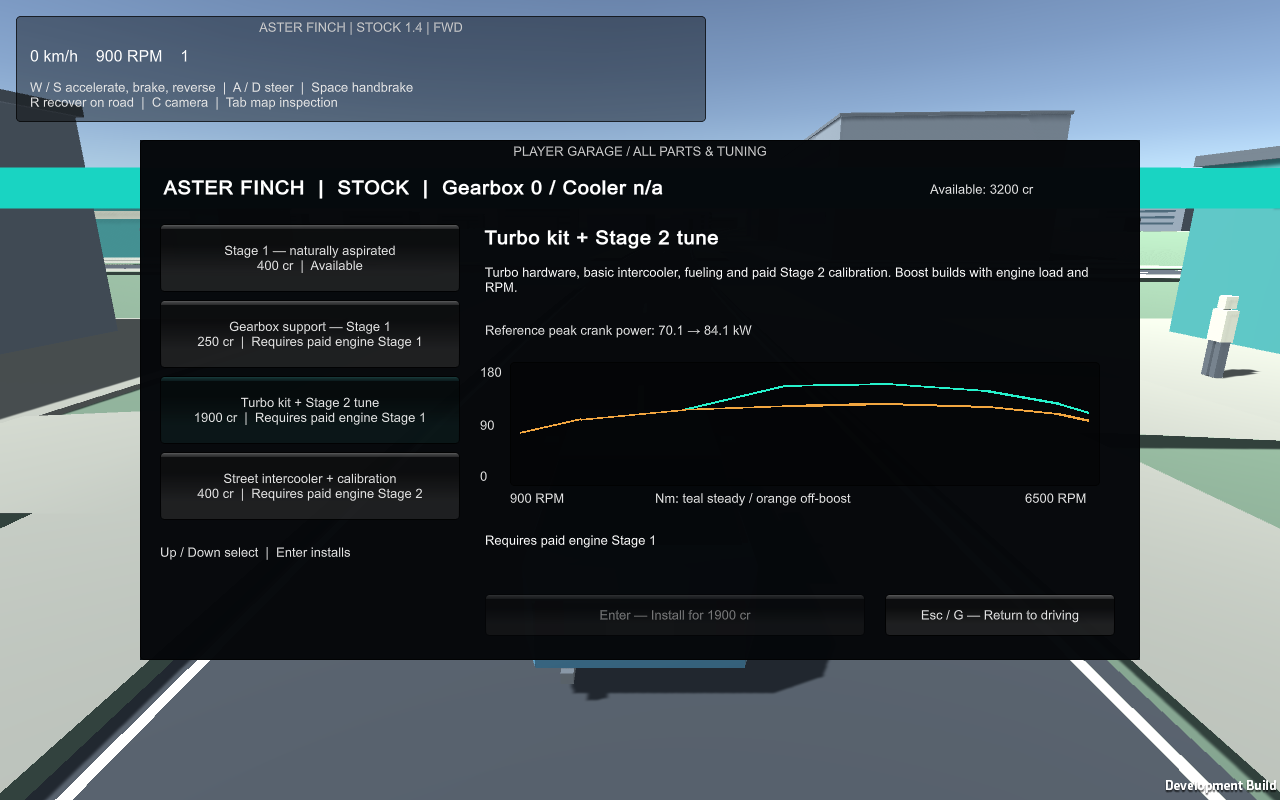 ASTER FINCH | STOCK 1.4 | FWD
0 km/h 900 RPM 1
W / S accelerate, brake, reverse | A / D steer | Space handbrake
R recover on road | C camera | Tab map inspection
PLAYER GARAGE / ALL PARTS & TUNING
ASTER FINCH | STOCK | Gearbox 0 / Cooler n/a
Available: 3200 cr
Stage 1 — naturally aspirated
400 cr | Available
Gearbox support — Stage 1
250 cr | Requires paid engine Stage 1
Turbo kit + Stage 2 tune
1900 cr | Requires paid engine Stage 1
Street intercooler + calibration
400 cr | Requires paid engine Stage 2
Up / Down select | Enter installs
Turbo kit + Stage 2 tune
Turbo hardware, basic intercooler, fueling and paid Stage 2 calibration. Boost builds with engine load and
RPM.
Reference peak crank power: 70.1 → 84.1 kW
180
90
0
900 RPM
Nm: teal steady / orange off-boost
6500 RPM
Requires paid engine Stage 1
Enter — Install for 1900 cr
Esc / G — Return to driving
Development Build